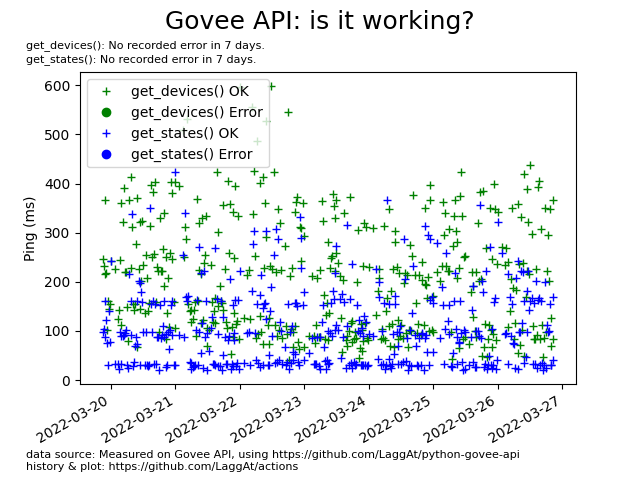 Govee API: is it working?
get_devices(): No recorded error in 7 days.
get_states(): No recorded error in 7 days.
get_devices() OK
get_devices() Error
get_states() OK
get_states() Error
Ping (ms)
600
500
400
300
200
100
0
2022-03-20
2022-03-21
2022-03-22
2022-03-23
2022-03-24
2022-03-25
2022-03-26
2022-03-27
data source: Measured on Govee API, using https://github.com/LaggAt/python-govee-api
history & plot: https://github.com/LaggAt/actions